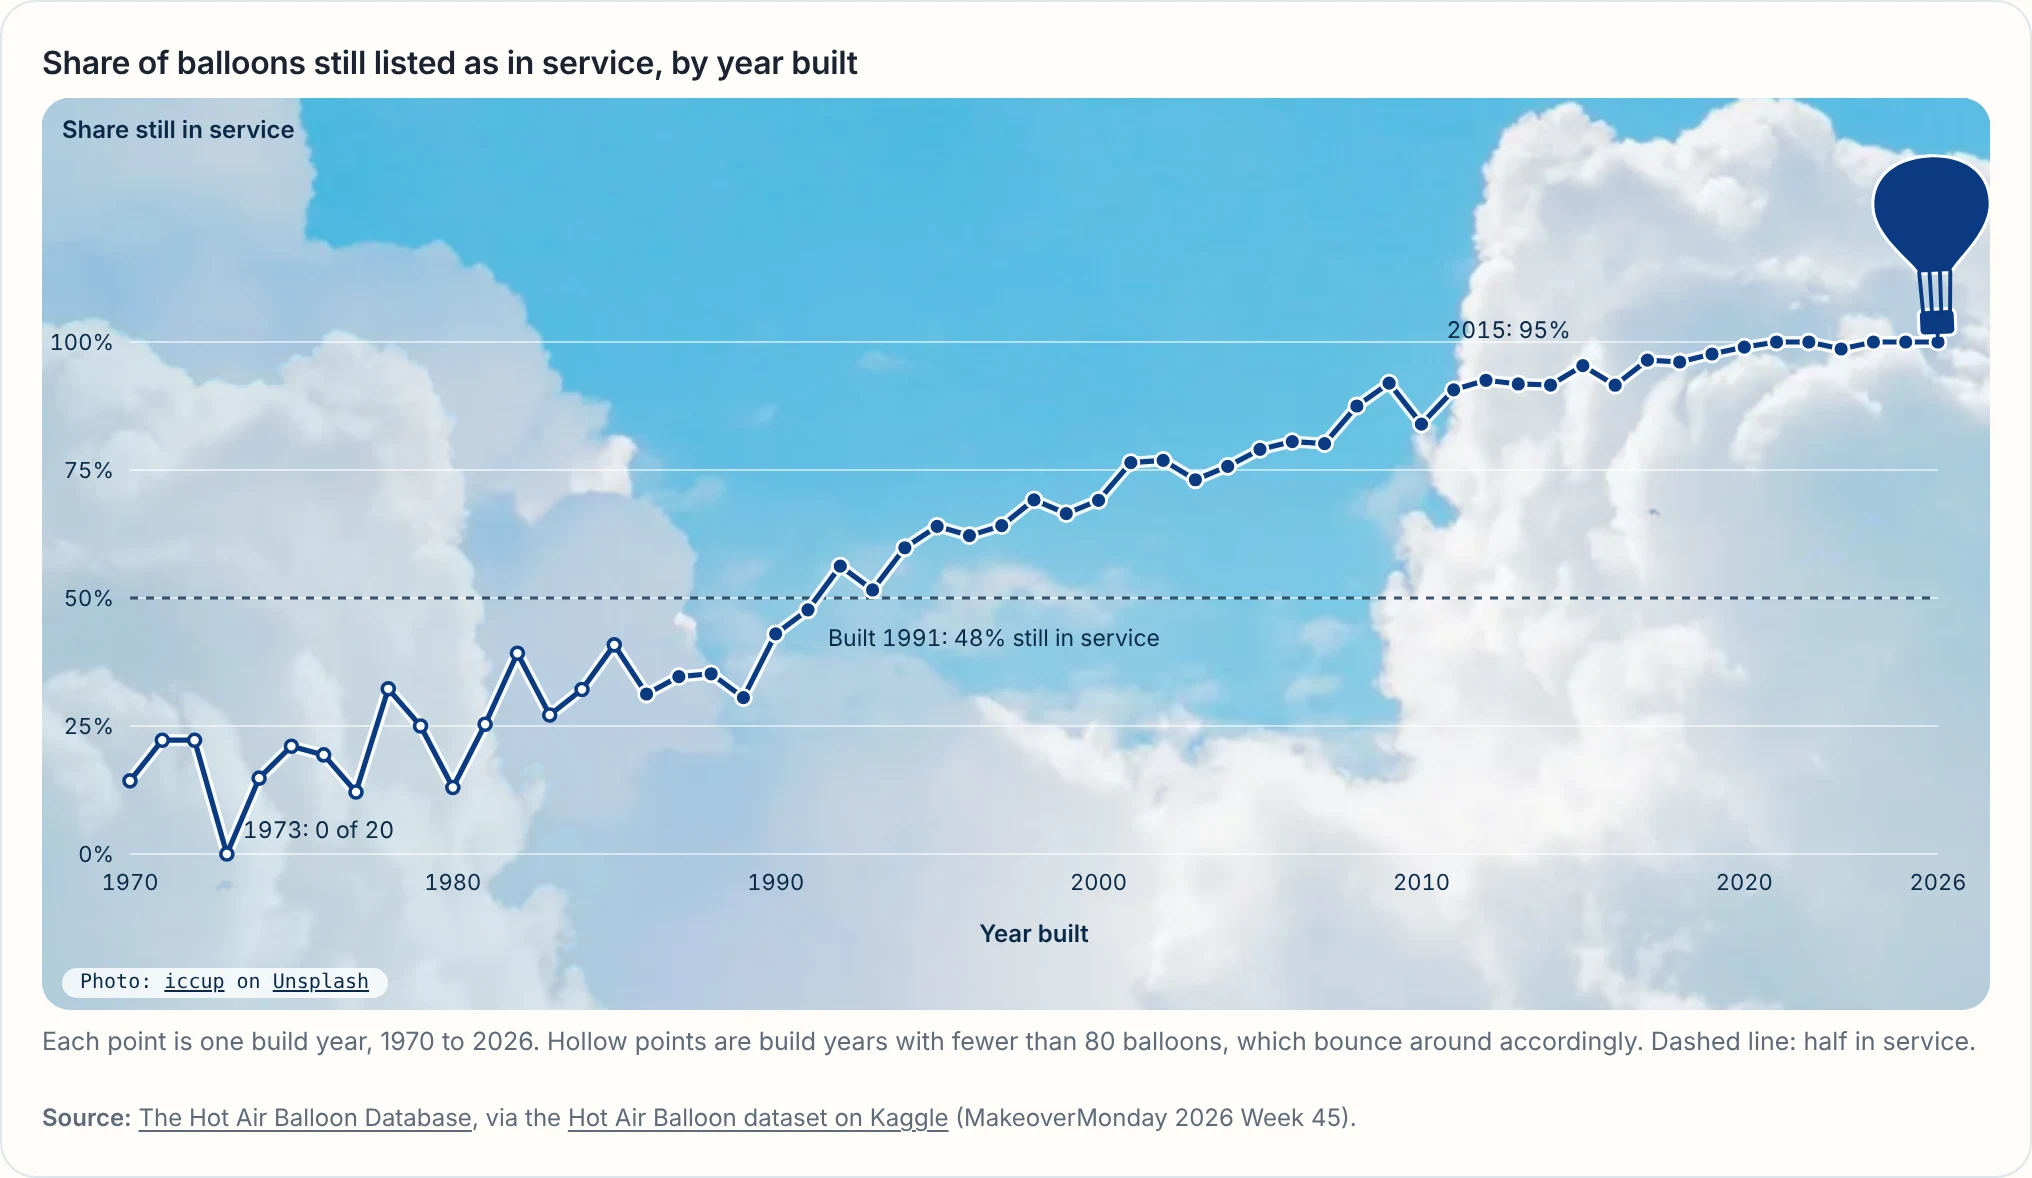 Share of balloons still listed as in service, by year built
Share still in service
2015: 95%
100%
75%
50%
Built 1991: 48% still in service
25%
1973: 0 of 20
0%
1970 1980 1990 2000 2010 2020 2026
Year built
Photo: iccup on Unsplash
Each point is one build year, 1970 to 2026. Hollow points are build years with fewer than 80 balloons, which bounce around accordingly. Dashed line: half in service.
Source: The Hot Air Balloon Database, via the Hot Air Balloon dataset on Kaggle (MakeoverMonday 2026 Week 45).